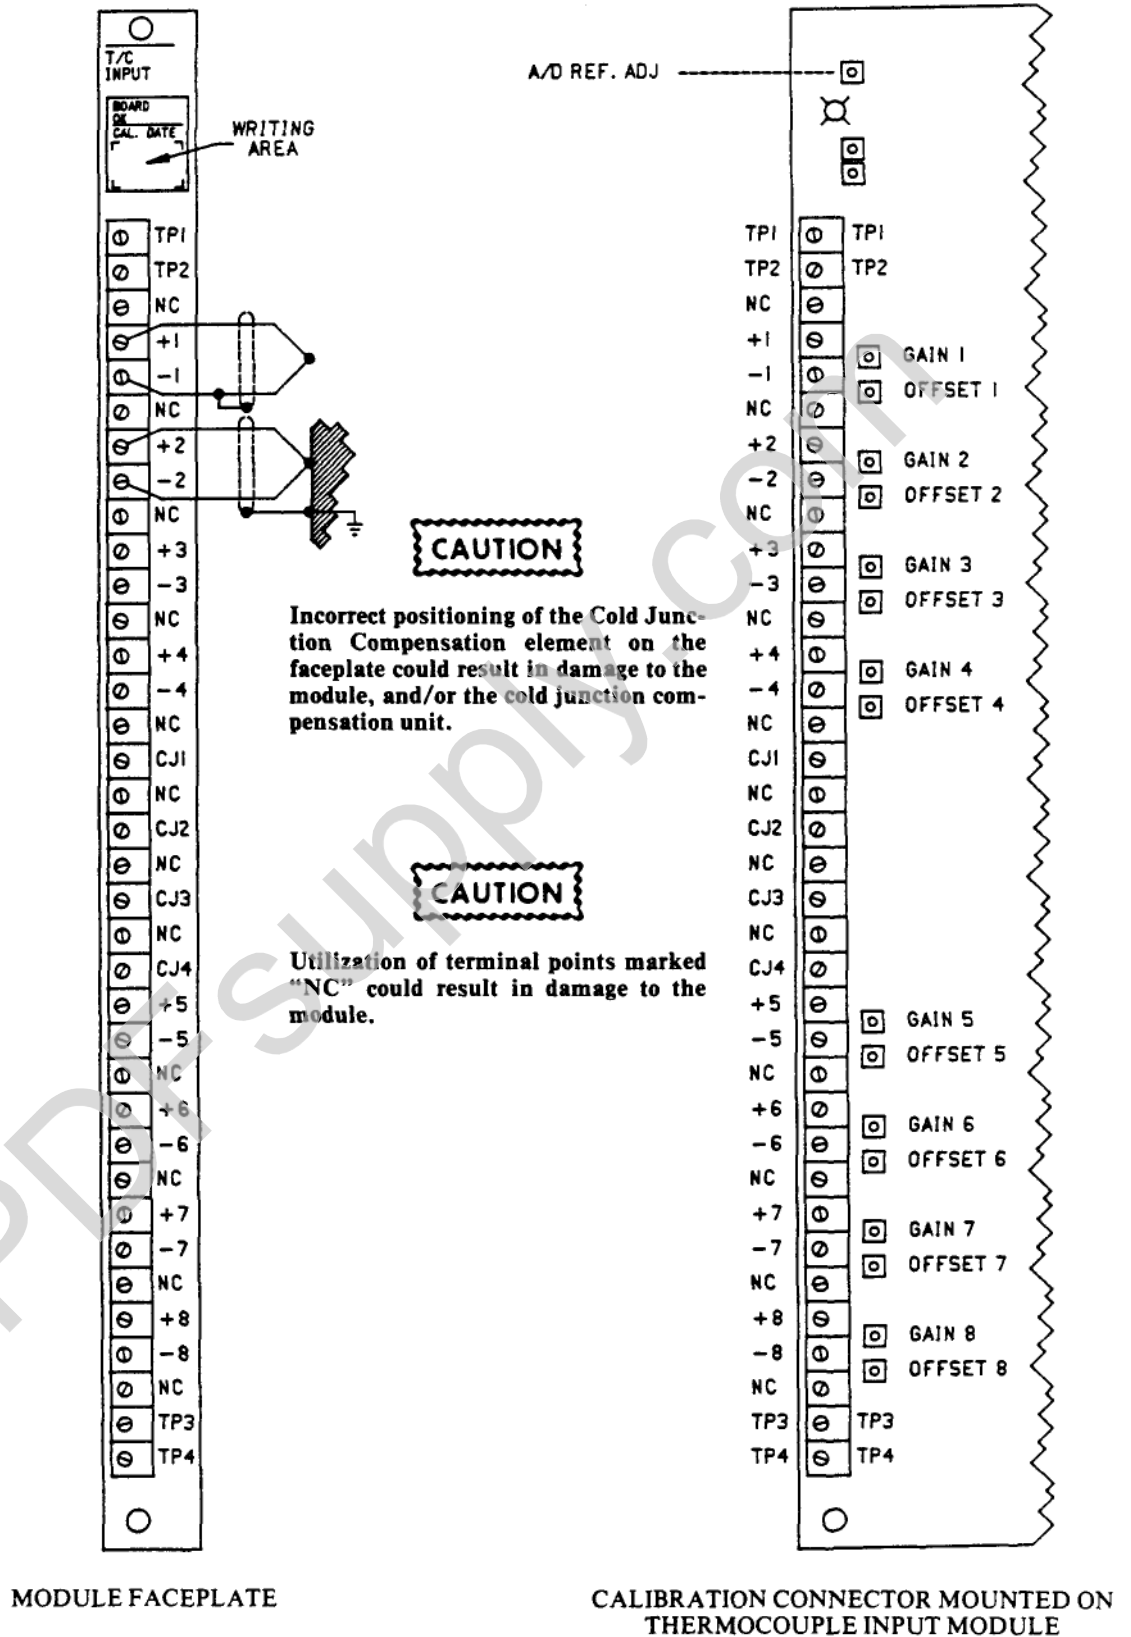 T/C
INPUT
BOARD
OK
CAL. DATE
WRITING
AREA
TP1
TP2
NC
+1
-1
NC
+2
-2
NC
+3
-3
NC
+4
-4
NC
CJ1
NC
CJ2
NC
CJ3
NC
CJ4
+5
-5
NC
+6
-6
NC
+7
-7
NC
+8
-8
NC
TP3
TP4
MODULE FACEPLATE
CAUTION
Incorrect positioning of the Cold Junc-
tion Compensation element on the
faceplate could result in damage to the
module, and/or the cold junction com-
pensation unit.
CAUTION
Utilization of terminal points marked
“NC” could result in damage to the
module.
A/D REF. ADJ
TP1 TP1
TP2 TP2
NC
+1
GAIN 1
-1
OFFSET 1
NC
+2
GAIN 2
-2
OFFSET 2
NC
+3
GAIN 3
-3
OFFSET 3
NC
+4
GAIN 4
-4
OFFSET 4
NC
CJ1
NC
CJ2
NC
CJ3
NC
CJ4
+5
GAIN 5
-5
OFFSET 5
NC
+6
GAIN 6
-6
OFFSET 6
NC
+7
GAIN 7
-7
OFFSET 7
NC
+8
GAIN 8
-8
OFFSET 8
NC
TP3 TP3
TP4 TP4
CALIBRATION CONNECTOR MOUNTED ON
THERMOCOUPLE INPUT MODULE
PDFsupply.com